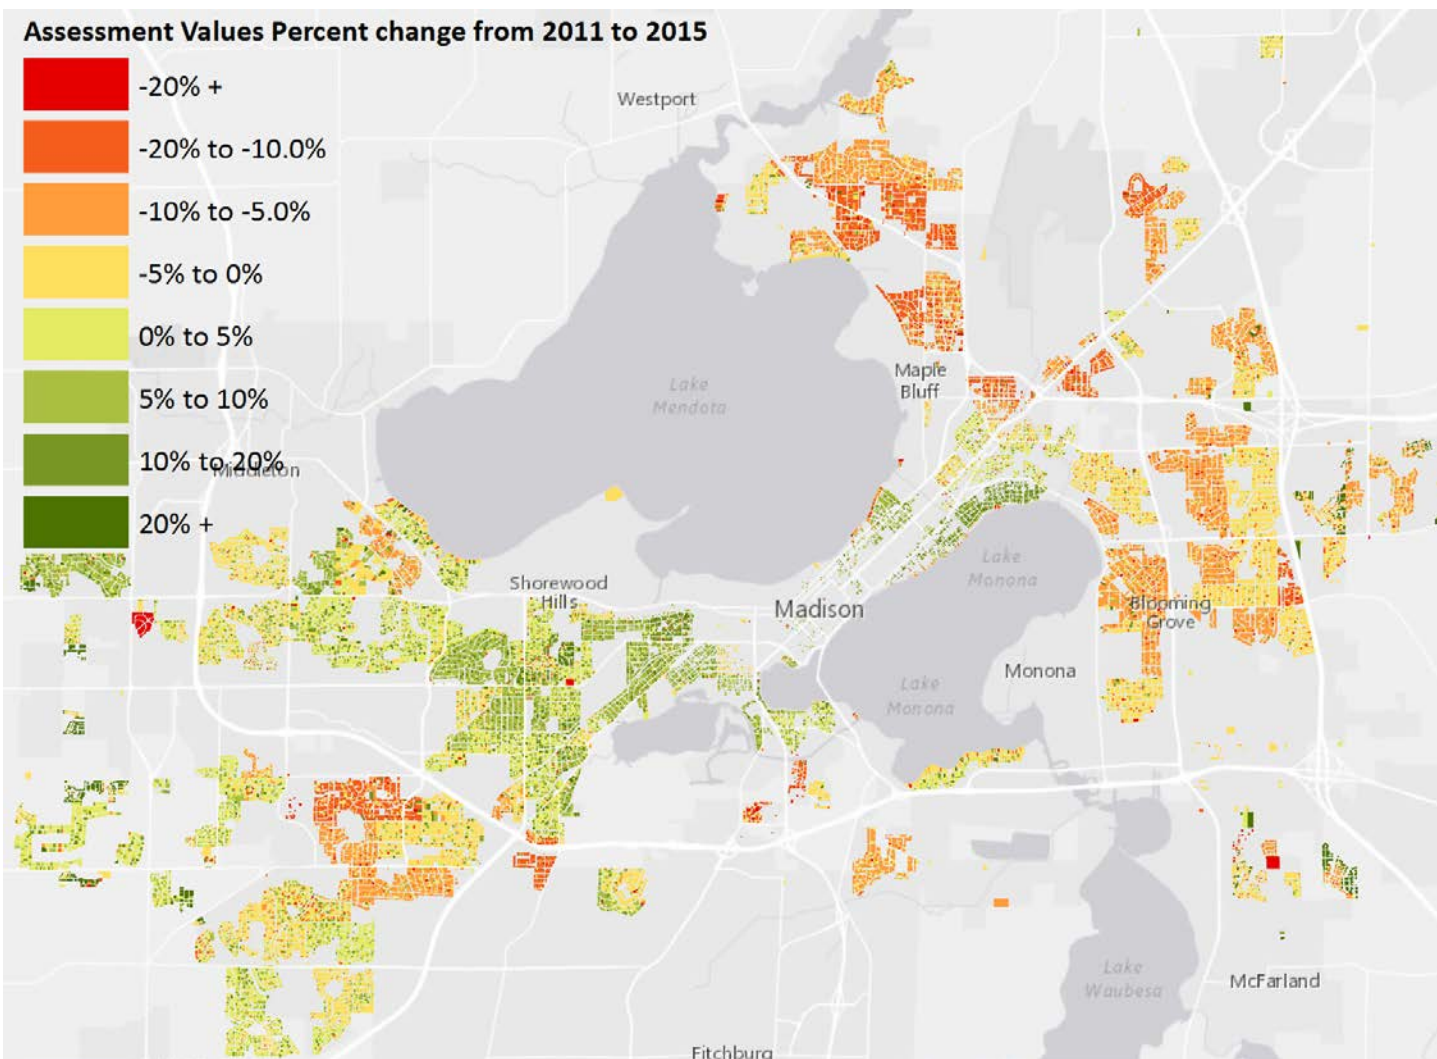 Assessment Values Percent change from 2011 to 2015
-20% +
-20% to -10.0%
-10% to -5.0%
-5% to 0%
0% to 5%
5% to 10%
10% to 20%
20% +
Westport
Lake
Mendota
Maple
Bluff
Middleton
Shorewood
Hills
Madison
Lake
Monona
Blooming
Grove
Monona
Lake
Monona
Lake
Waubesa
McFarland
Fitchburg